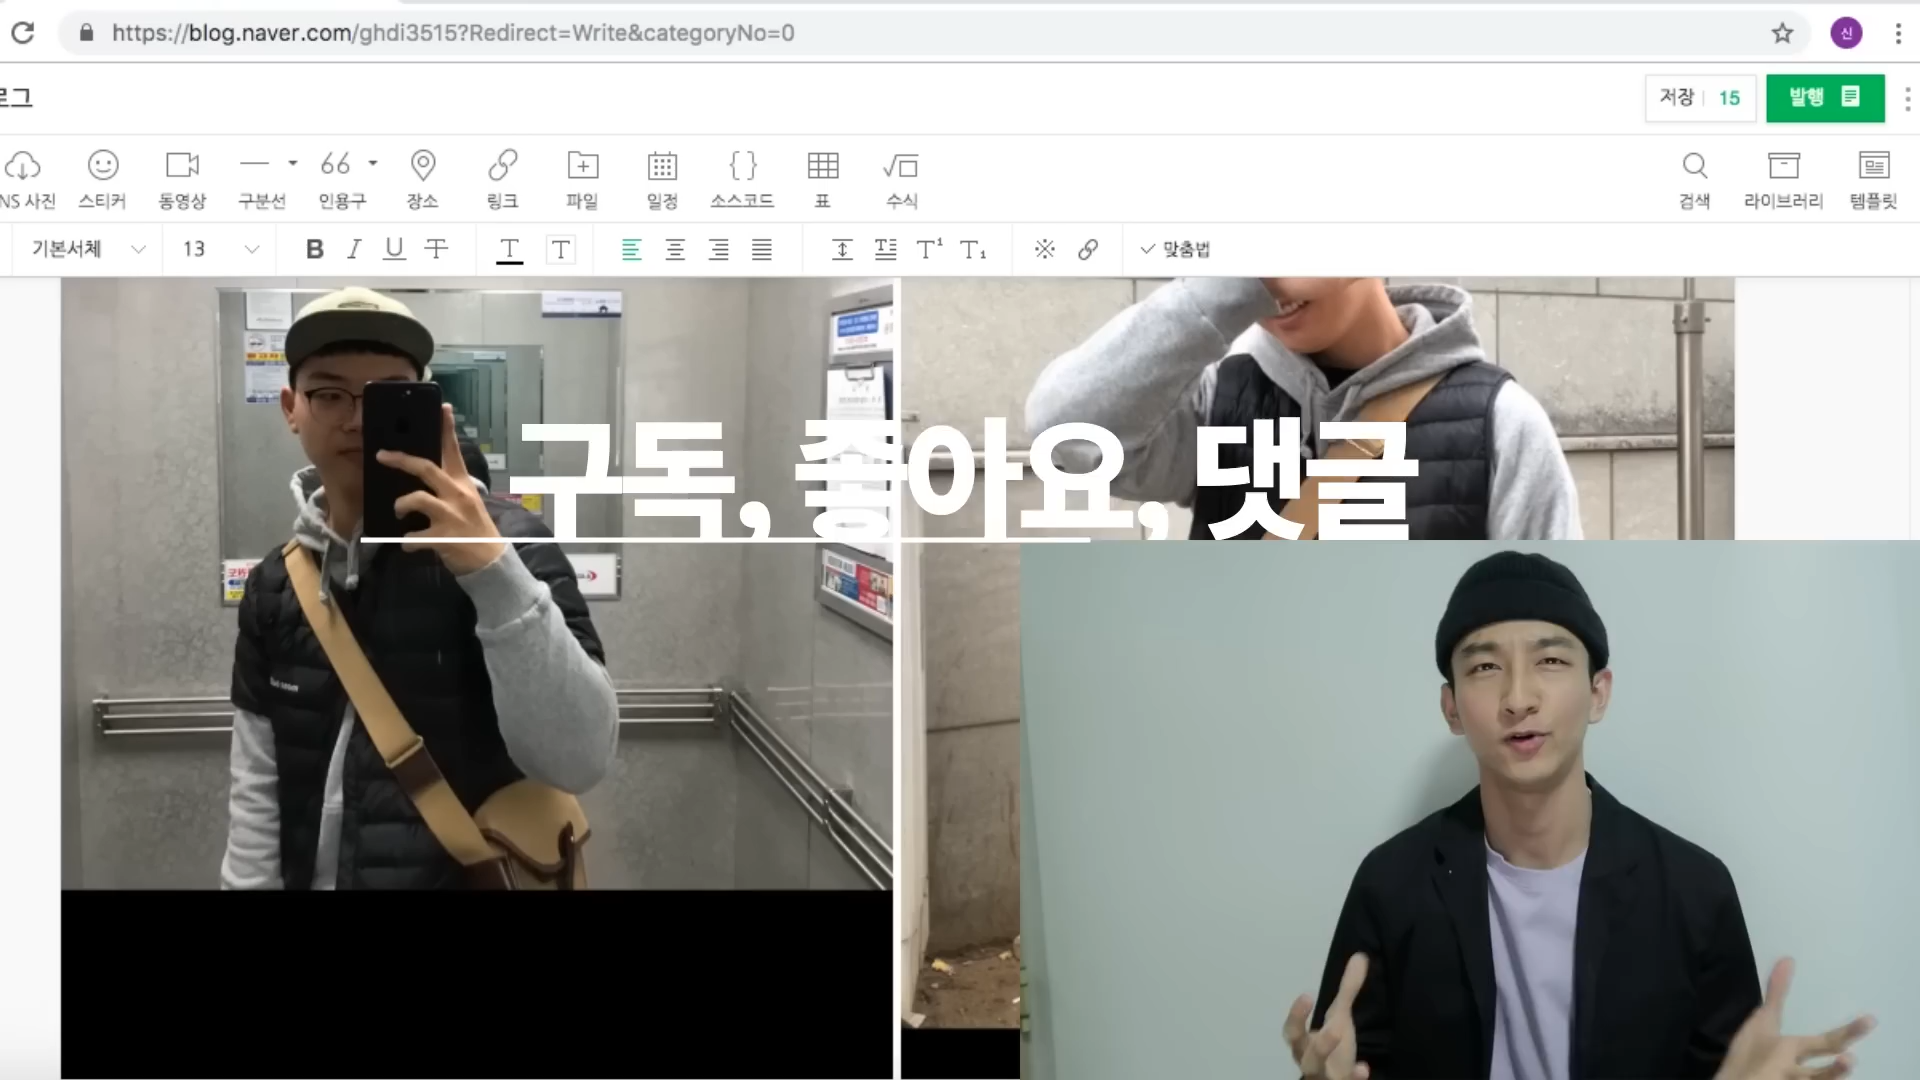 https://blog.naver.com/ghdi3515?Redirect=Write&categoryNo=0
신
로그
저장 15 발행
NS 사진 스티커 동영상 구분선 인용구 장소 링크 파일 일정 소스코드 표 수식 검색 라이브러리 템플릿
기본서체 13 맞춤법
구독, 좋아요, 댓글